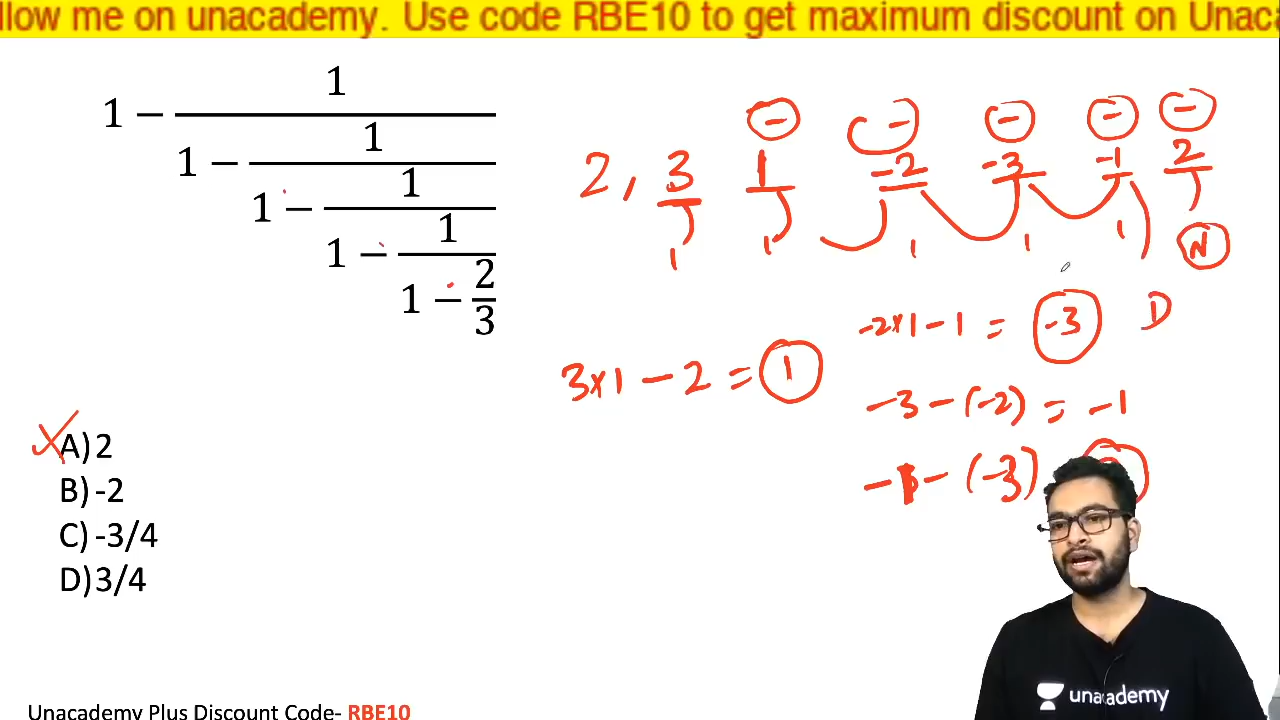 llow me on unacademy. Use code RBE10 to get maximum discount on Unac
1 − 1
1 − 1
1 − 1
1 − 1
1 − 2
3
2, 3 1 -2 -3 -1 2
− − − − −
1 1 1 1 1 N
-2×1-1 = -3 D
3×1 - 2 = 1
-3-(-2) = -1
-1-(-3)
A) 2
B) -2
C) -3/4
D) 3/4
unacademy
Unacademy Plus Discount Code- RBE10